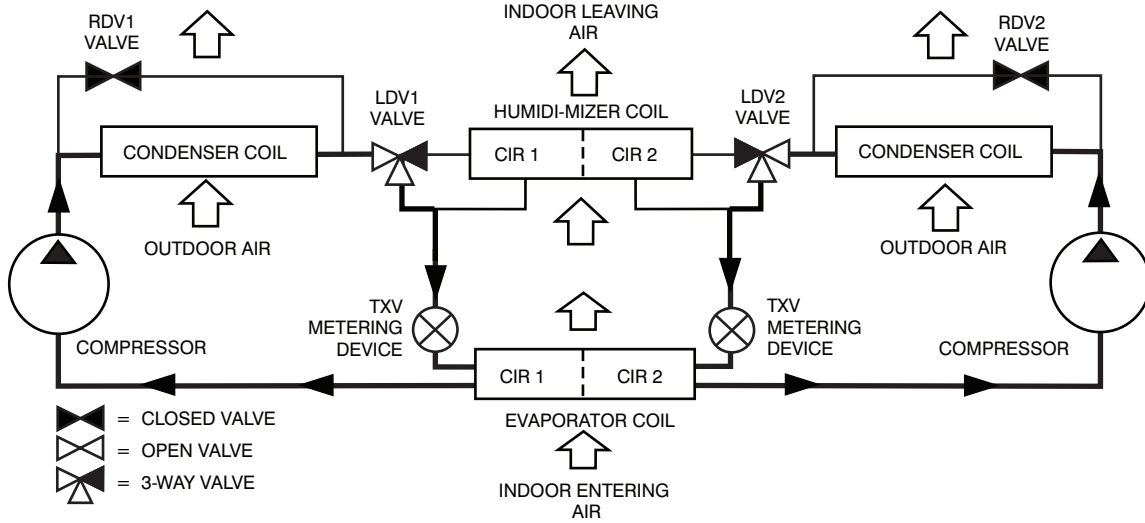 RDV1
VALVE
INDOOR LEAVING
AIR
RDV2
VALVE
LDV1
VALVE
HUMIDI-MIZER COIL
LDV2
VALVE
CONDENSER COIL
CIR 1
CIR 2
CONDENSER COIL
OUTDOOR AIR
OUTDOOR AIR
TXV
METERING
DEVICE
TXV
METERING
DEVICE
COMPRESSOR
COMPRESSOR
CIR 1
CIR 2
EVAPORATOR COIL
= CLOSED VALVE
= OPEN VALVE
= 3-WAY VALVE
INDOOR ENTERING
AIR